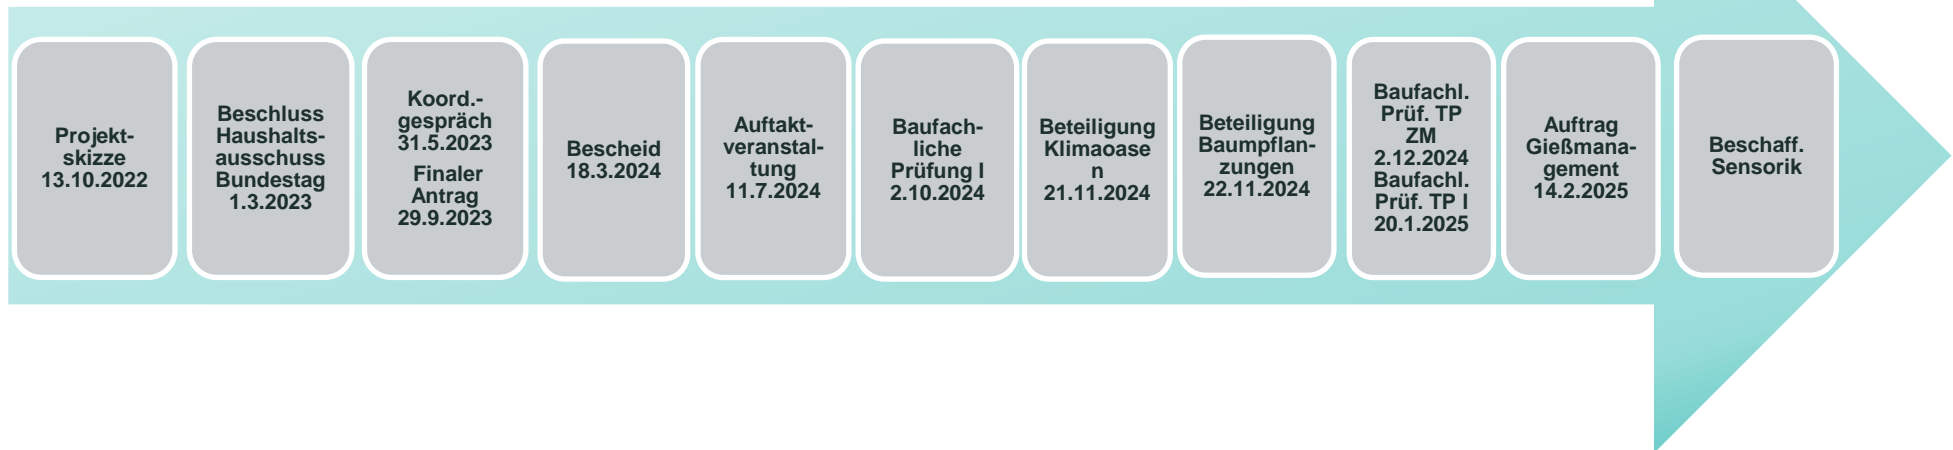 Projekt-
skizze
13.10.2022
Beschluss
Haushalts-
ausschuss
Bundestag
1.3.2023
Koord.-
gespräch
31.5.2023
Finaler
Antrag
29.9.2023
Bescheid
18.3.2024
Auftakt-
veranstal-
tung
11.7.2024
Baufach-
liche
Prüfung I
2.10.2024
Beteiligung
Klimaoase
n
21.11.2024
Beteiligung
Baumpflan-
zungen
22.11.2024
Baufachl.
Prüf. TP
ZM
2.12.2024
Baufachl.
Prüf. TP I
20.1.2025
Auftrag
Gießmana-
gement
14.2.2025
Beschaff.
Sensorik